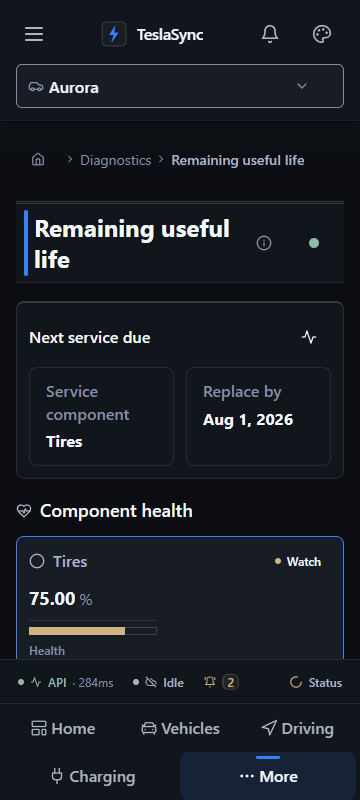 TeslaSync
Aurora
Diagnostics Remaining useful life
Remaining useful
life
Next service due
Service
component
Tires
Replace by
Aug 1, 2026
Component health
Tires
Watch
75.00 %
Health
API · 284ms Idle 2 Status
Home Vehicles Driving
Charging More